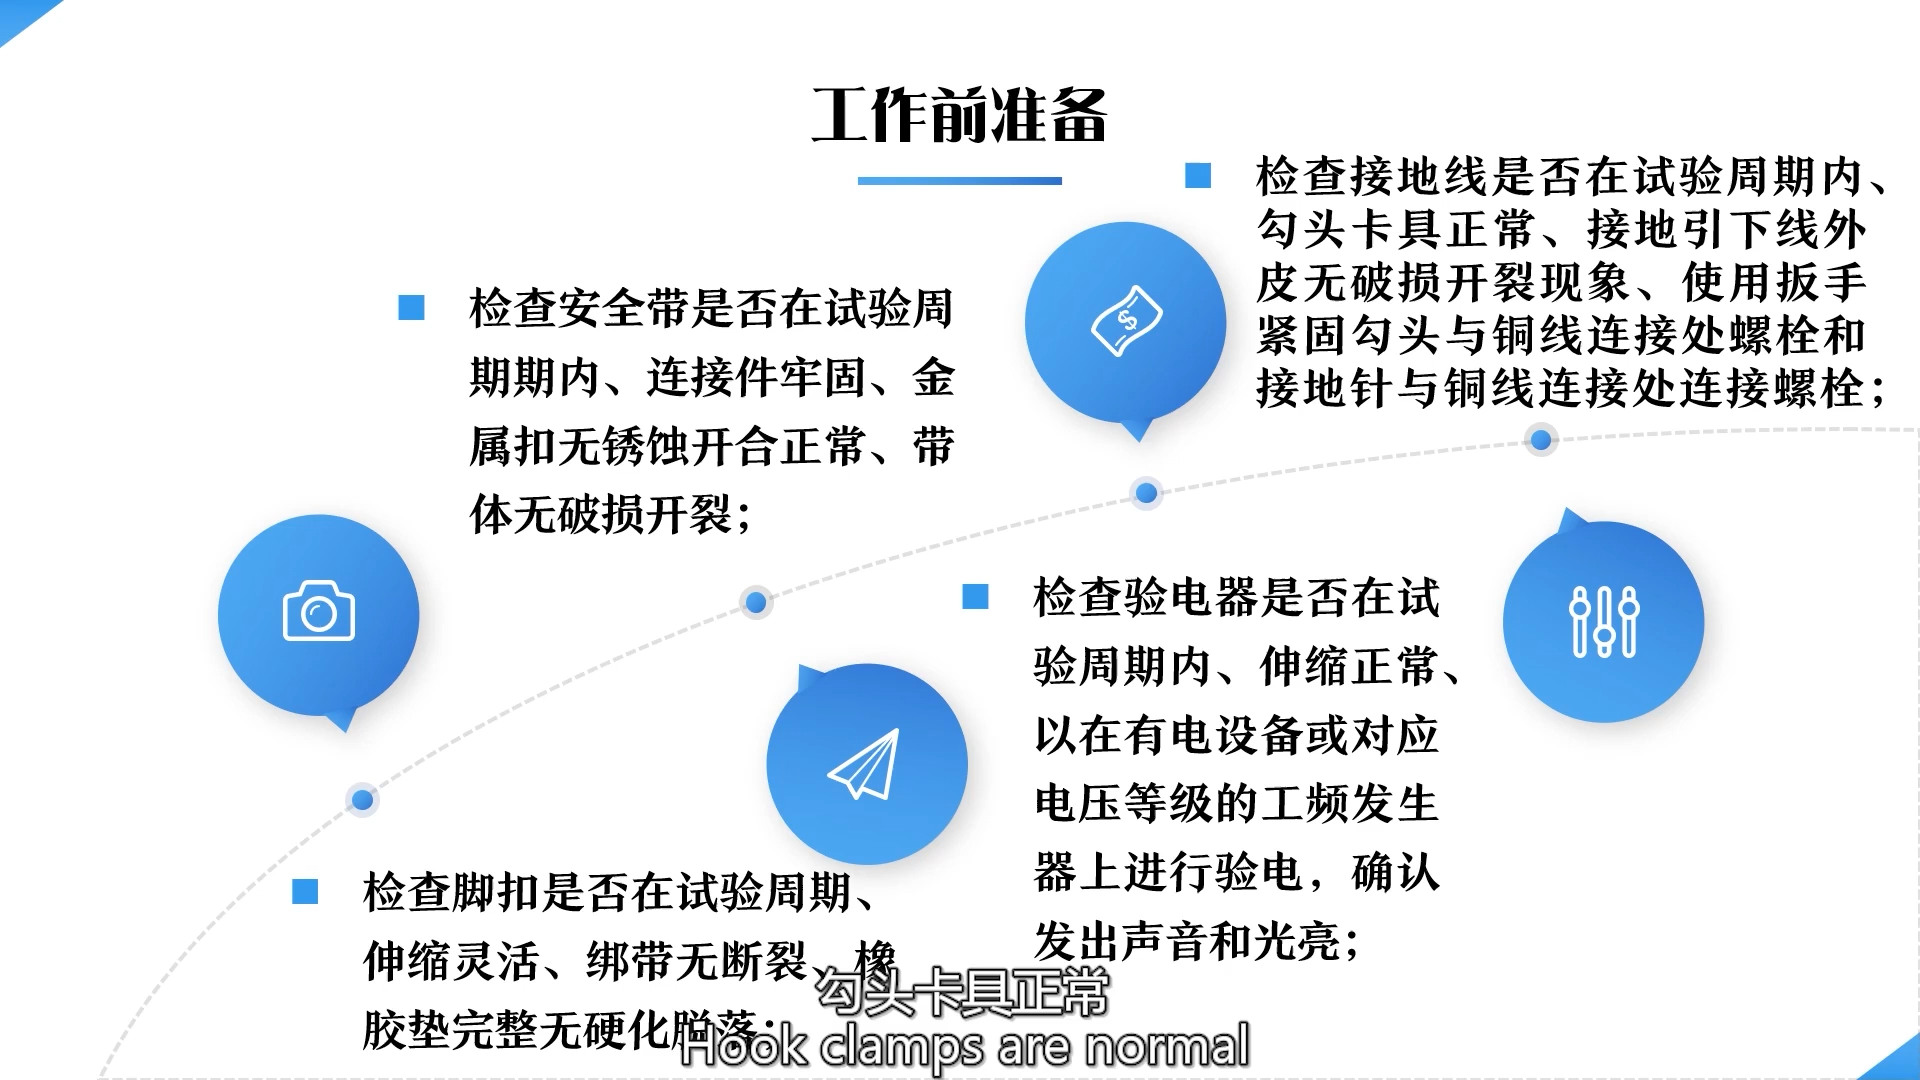 工作前准备
检查安全带是否在试验周
期期内、连接件牢固、金
属扣无锈蚀开合正常、带
体无破损开裂；
检查接地线是否在试验周期内、
勾头卡具正常、接地引下线外
皮无破损开裂现象、使用扳手
紧固勾头与铜线连接处螺栓和
接地针与铜线连接处连接螺栓；
检查脚扣是否在试验周期、
伸缩灵活、绑带无断裂、橡
胶垫完整无硬化脱落；
检查验电器是否在试
验周期内、伸缩正常、
以在有电设备或对应
电压等级的工频发生
器上进行验电，确认
发出声音和光亮；
勾头卡具正常
Hook clamps are normal